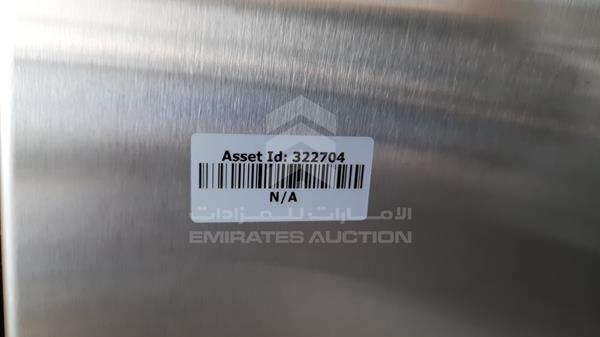 Asset Id: 322704
N/A
الامارات للمزادات
EMIRATES AUCTION